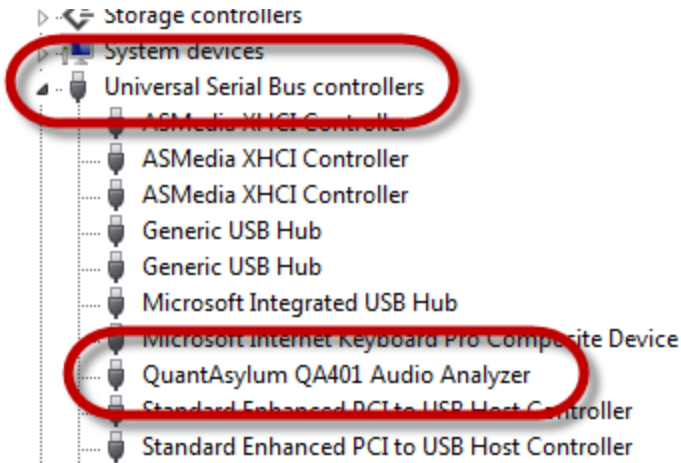 Storage controllers
System devices
Universal Serial Bus controllers
ASMedia XHCI Controller
ASMedia XHCI Controller
ASMedia XHCI Controller
Generic USB Hub
Generic USB Hub
Microsoft Integrated USB Hub
Microsoft Internet Keyboard Pro Composite Device
QuantAsylum QA401 Audio Analyzer
Standard Enhanced PCI to USB Host Controller
Standard Enhanced PCI to USB Host Controller